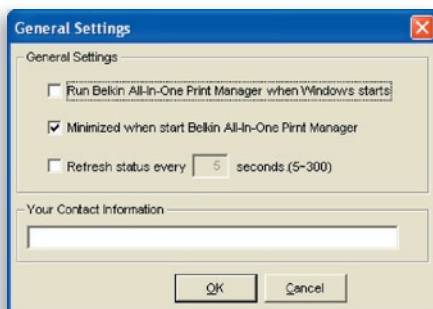 General Settings
General Settings
Run Belkin All-In-One Print Manager when Windows starts
Minimized when start Belkin All-In-One Pirnt Manager
Refresh status every 5 seconds.(5~300)
Your Contact Information
OK Cancel